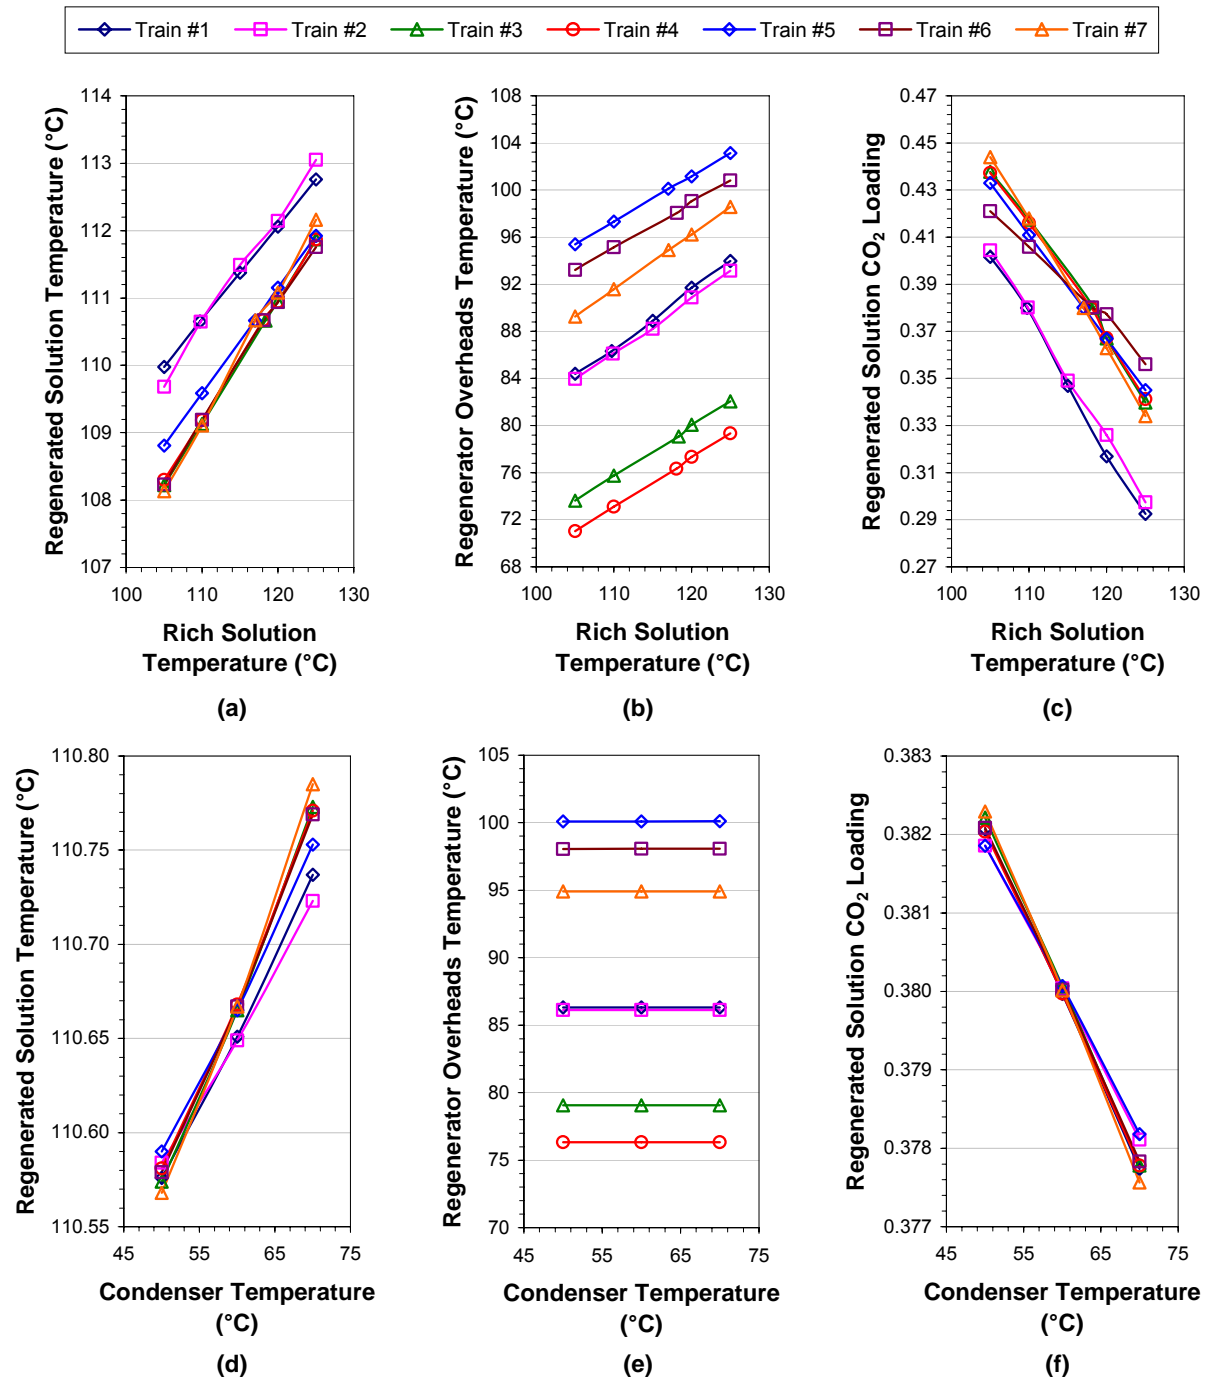 Train #1 Train #2 Train #3 Train #4 Train #5 Train #6 Train #7
Regenerated Solution Temperature (°C)
114
113
112
111
110
109
108
107
100 110 120 130
Rich Solution
Temperature (°C)
(a)
Regenerator Overheads Temperature (°C)
108
104
100
96
92
88
84
80
76
72
68
100 110 120 130
Rich Solution
Temperature (°C)
(b)
Regenerated Solution CO₂ Loading
0.47
0.45
0.43
0.41
0.39
0.37
0.35
0.33
0.31
0.29
0.27
100 110 120 130
Rich Solution
Temperature (°C)
(c)
Regenerated Solution Temperature (°C)
110.80
110.75
110.70
110.65
110.60
110.55
45 55 65 75
Condenser Temperature
(°C)
(d)
Regenerator Overheads Temperature (°C)
105
100
95
90
85
80
75
70
45 55 65 75
Condenser Temperature
(°C)
(e)
Regenerated Solution CO₂ Loading
0.383
0.382
0.381
0.380
0.379
0.378
0.377
45 55 65 75
Condenser Temperature
(°C)
(f)